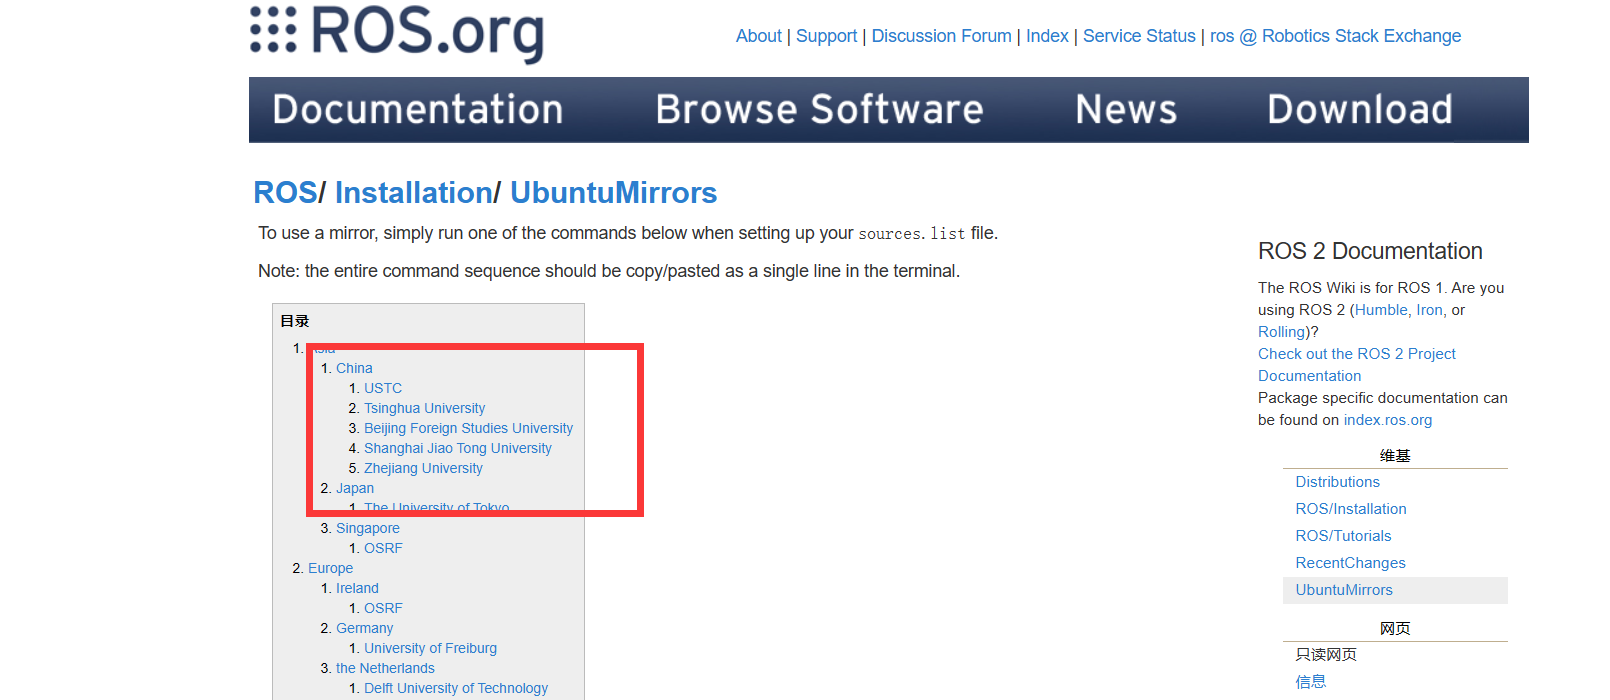 ROS.org
About | Support | Discussion Forum | Index | Service Status | ros @ Robotics Stack Exchange
Documentation Browse Software News Download
ROS/ Installation/ UbuntuMirrors
To use a mirror, simply run one of the commands below when setting up your sources.list file.
Note: the entire command sequence should be copy/pasted as a single line in the terminal.
目录
1. Asia
1. China
1. USTC
2. Tsinghua University
3. Beijing Foreign Studies University
4. Shanghai Jiao Tong University
5. Zhejiang University
2. Japan
1. The University of Tokyo
3. Singapore
1. OSRF
2. Europe
1. Ireland
1. OSRF
2. Germany
1. University of Freiburg
3. the Netherlands
1. Delft University of Technology
ROS 2 Documentation
The ROS Wiki is for ROS 1. Are you
using ROS 2 (Humble, Iron, or
Rolling)?
Check out the ROS 2 Project
Documentation
Package specific documentation can
be found on index.ros.org
维基
Distributions
ROS/Installation
ROS/Tutorials
RecentChanges
UbuntuMirrors
网页
只读网页
信息